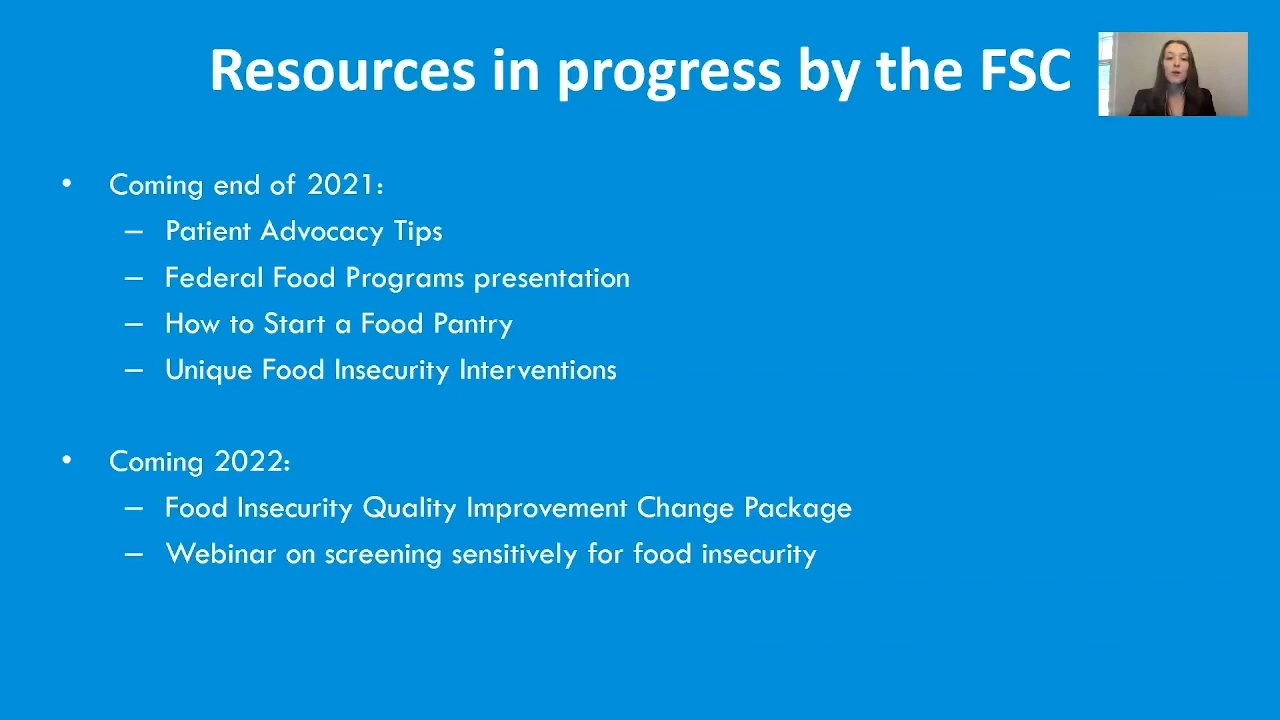 Resources in progress by the FSC
• Coming end of 2021:
– Patient Advocacy Tips
– Federal Food Programs presentation
– How to Start a Food Pantry
– Unique Food Insecurity Interventions
• Coming 2022:
– Food Insecurity Quality Improvement Change Package
– Webinar on screening sensitively for food insecurity